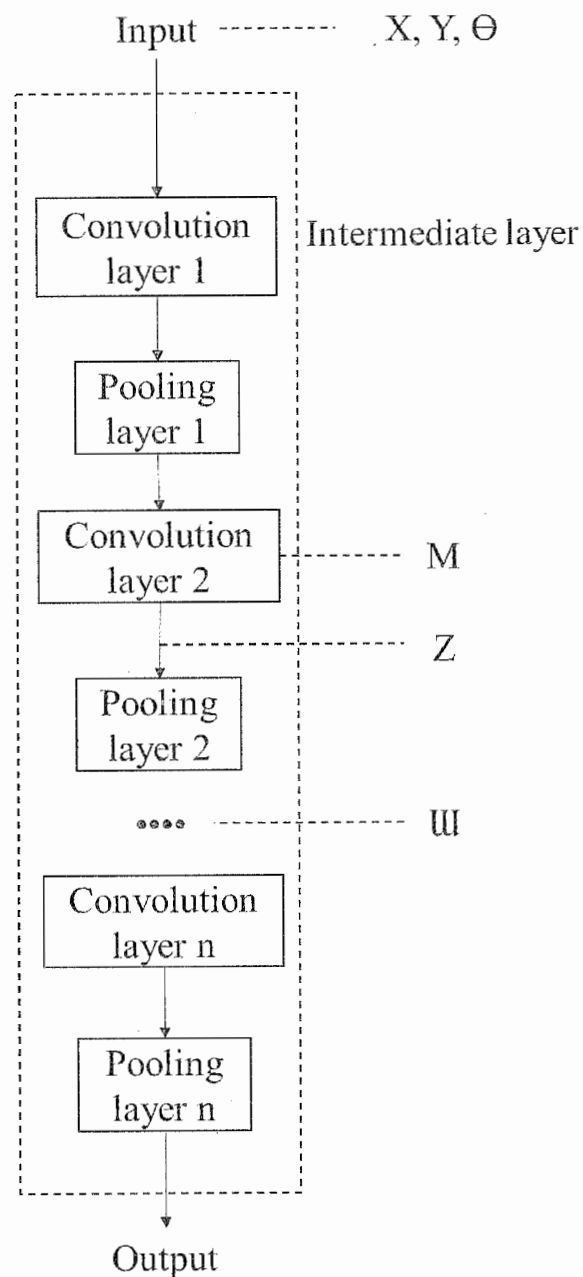 Input X, Y, Θ
Convolution
layer 1
Intermediate layer
Pooling
layer 1
Convolution
layer 2
M
Z
Pooling
layer 2
Ш
Convolution
layer n
Pooling
layer n
Output